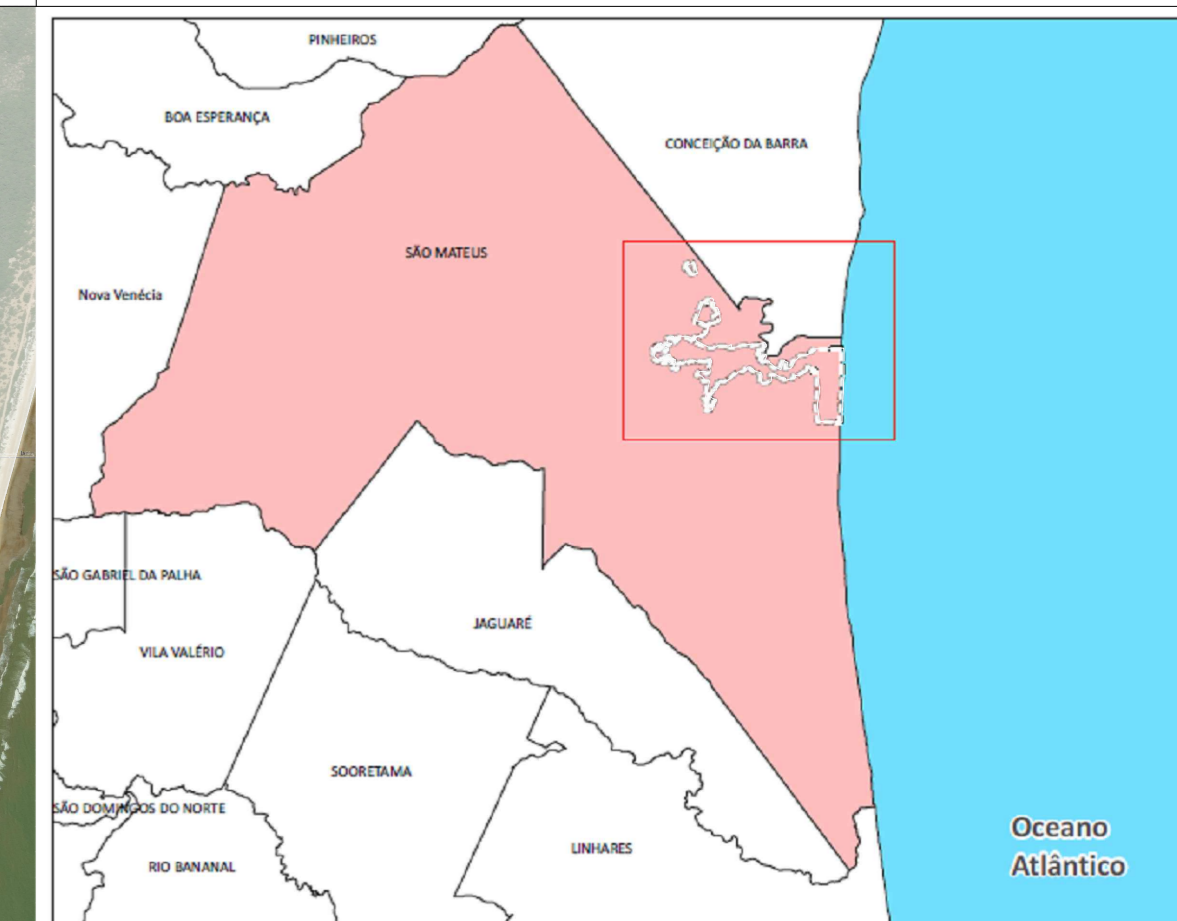 PINHEIROS
BOA ESPERANÇA
CONCEIÇÃO DA BARRA
SÃO MATEUS
Nova Venécia
SÃO GABRIEL DA PALHA
JAGUARÉ
VILA VALÉRIO
SOORETAMA
SÃO DOMINGOS DO NORTE
LINHARES
RIO BANANAL
Oceano
Atlântico